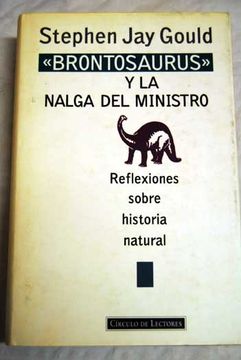 Stephen Jay Gould
«BRONTOSAURUS»
Y LA
NALGA DEL MINISTRO
Reflexiones
sobre
historia
natural
CÍRCULO DE LECTORES